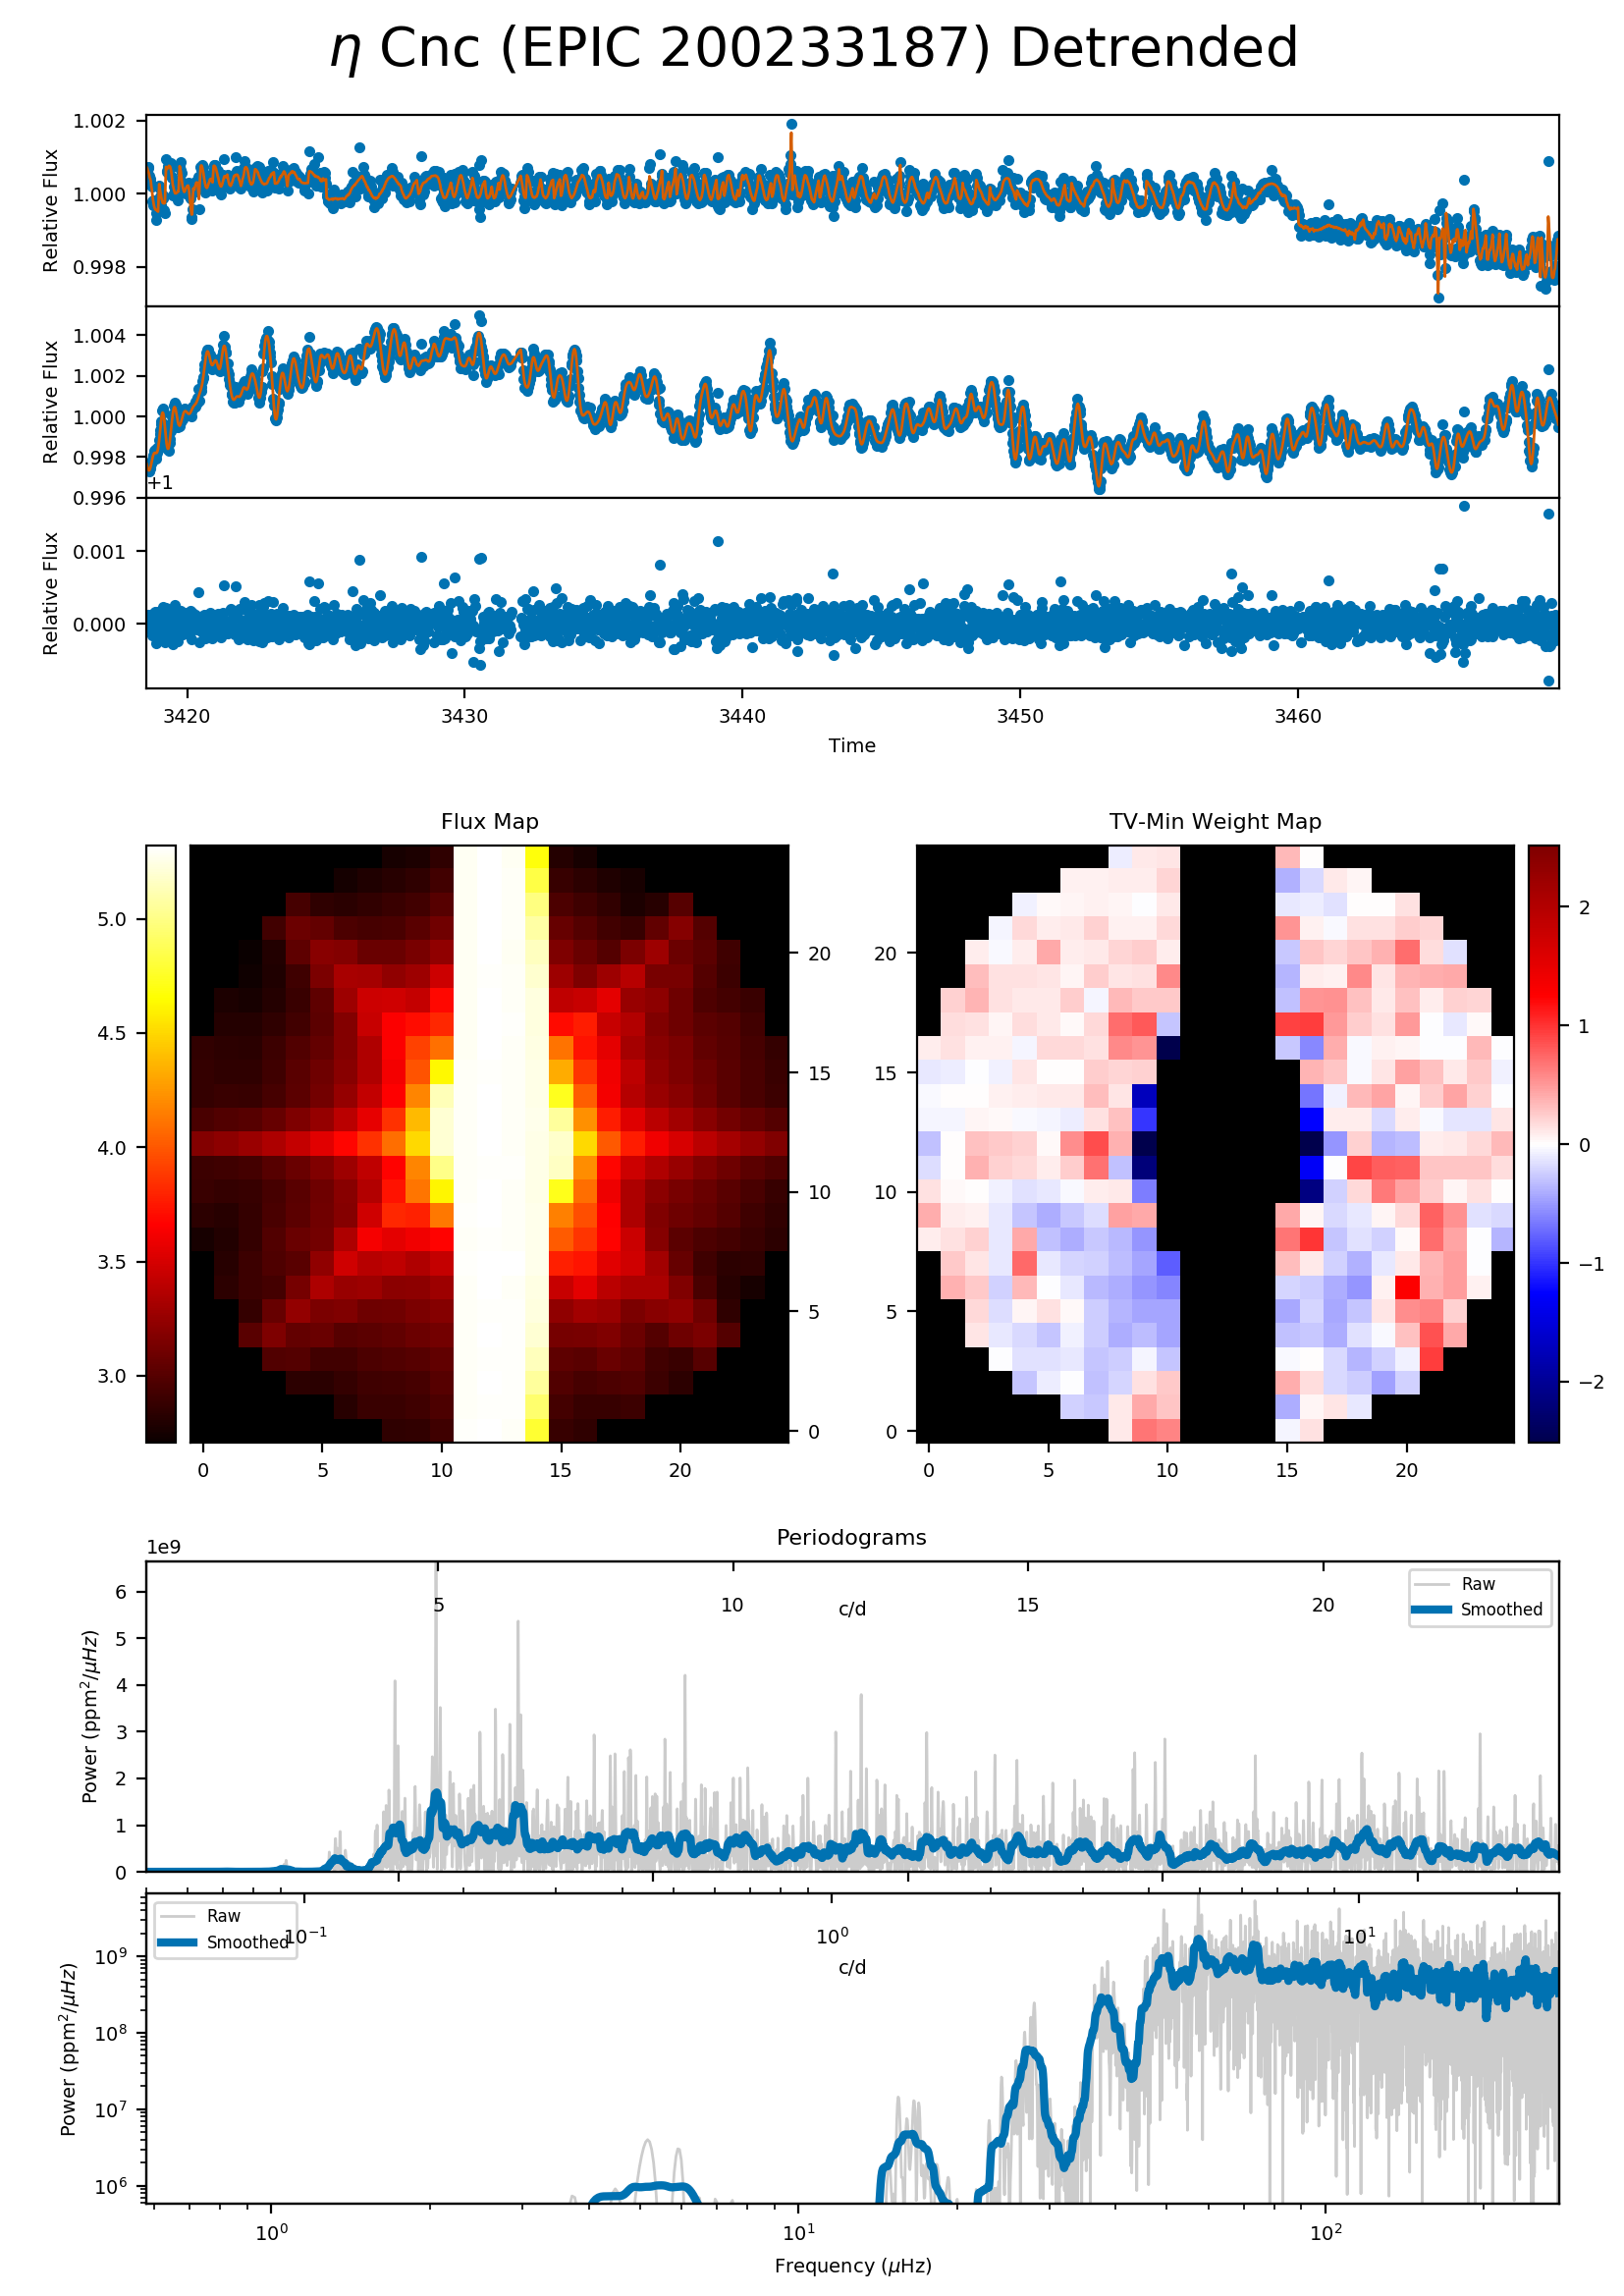 η Cnc (EPIC 200233187) Detrended
1.002
1.000
0.998
Relative Flux
1.004
1.002
1.000
0.998
0.996
Relative Flux
+1
0.001
0.000
Relative Flux
3420 3430 3440 3450 3460
Time
Flux Map
5.0
4.5
4.0
3.5
3.0
20
15
10
5
0
0 5 10 15 20
TV-Min Weight Map
20
15
10
5
0
0 5 10 15 20
2
1
0
−1
−2
Periodograms
1e9
6
5
4
3
2
1
0
Power (ppm²/μHz)
5 10 15 20
c/d
Raw
Smoothed
Raw
Smoothed
10⁻¹ 10⁰ 10¹
c/d
10⁹
10⁸
10⁷
10⁶
Power (ppm²/μHz)
10⁰ 10¹ 10²
Frequency (μHz)